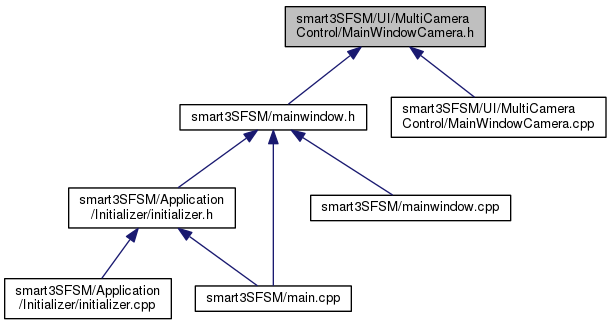 smart3SFSM/UI/MultiCamera
Control/MainWindowCamera.h
smart3SFSM/mainwindow.h
smart3SFSM/UI/MultiCamera
Control/MainWindowCamera.cpp
smart3SFSM/Application
/Initializer/initializer.h
smart3SFSM/mainwindow.cpp
smart3SFSM/Application
/Initializer/initializer.cpp
smart3SFSM/main.cpp